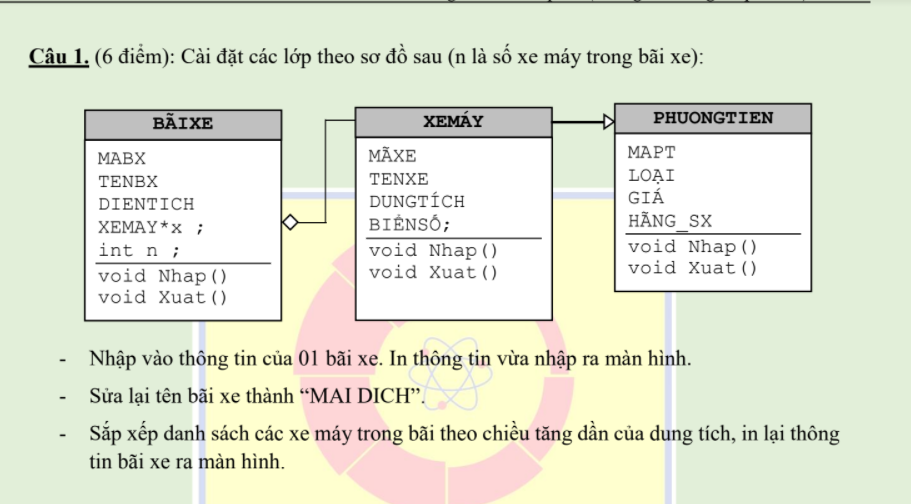 Câu 1. (6 điểm): Cài đặt các lớp theo sơ đồ sau (n là số xe máy trong bãi xe):
BÃIXE
MABX
TENBX
DIENTICH
XEMAY*x ;
int n ;
void Nhap()
void Xuat()
XEMÁY
MÃXE
TENXE
DUNGTÍCH
BIỂNSỐ;
void Nhap()
void Xuat()
PHUONGTIEN
MAPT
LOẠI
GIÁ
HÃNG_SX
void Nhap()
void Xuat()
- Nhập vào thông tin của 01 bãi xe. In thông tin vừa nhập ra màn hình.
- Sửa lại tên bãi xe thành “MAI DICH”.
- Sắp xếp danh sách các xe máy trong bãi theo chiều tăng dần của dung tích, in lại thông
tin bãi xe ra màn hình.